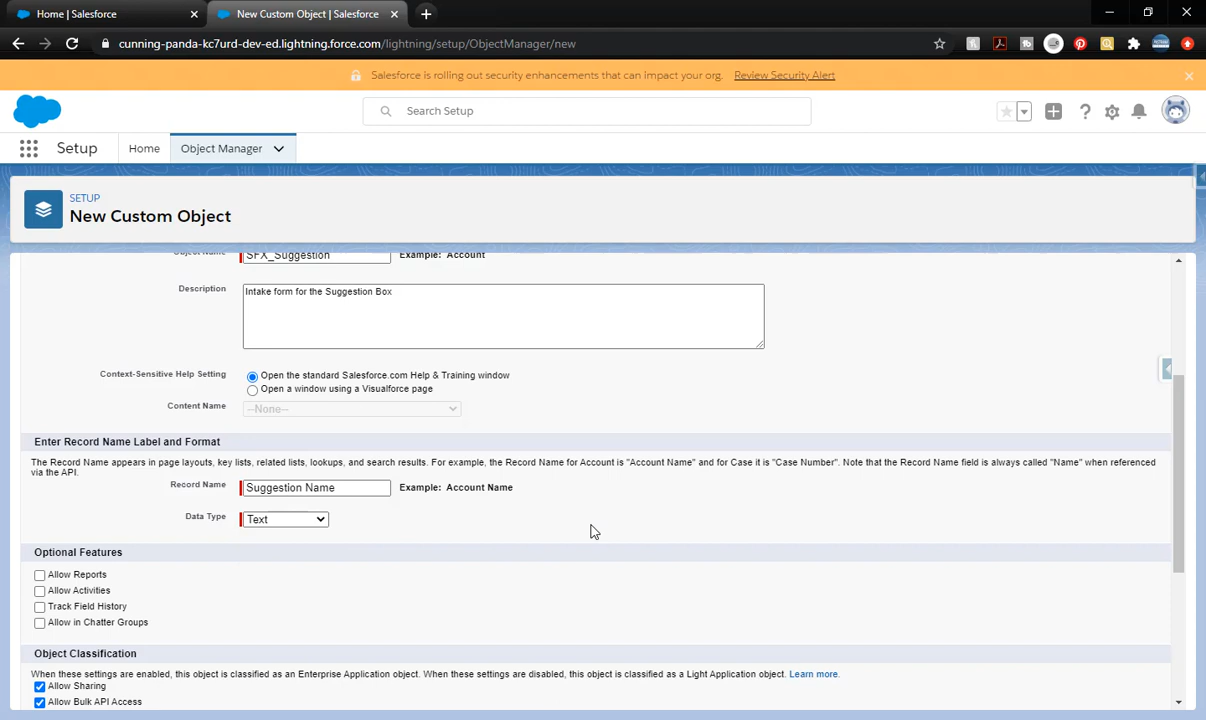 Home | Salesforce
New Custom Object | Salesforce
cunning-panda-kc7urd-dev-ed.lightning.force.com/lightning/setup/ObjectManager/new
Salesforce is rolling out security enhancements that can impact your org. Review Security Alert
Search Setup
Setup
Home
Object Manager
SETUP
New Custom Object
Object Name SFX_Suggestion Example: Account
Description Intake form for the Suggestion Box
Context-Sensitive Help Setting Open the standard Salesforce.com Help & Training window
Open a window using a Visualforce page
Content Name --None--
Enter Record Name Label and Format
The Record Name appears in page layouts, key lists, related lists, lookups, and search results. For example, the Record Name for Account is "Account Name" and for Case it is "Case Number". Note that the Record Name field is always called "Name" when referenced
via the API.
Record Name Suggestion Name Example: Account Name
Data Type Text
Optional Features
Allow Reports
Allow Activities
Track Field History
Allow in Chatter Groups
Object Classification
When these settings are enabled, this object is classified as an Enterprise Application object. When these settings are disabled, this object is classified as a Light Application object. Learn more.
Allow Sharing
Allow Bulk API Access